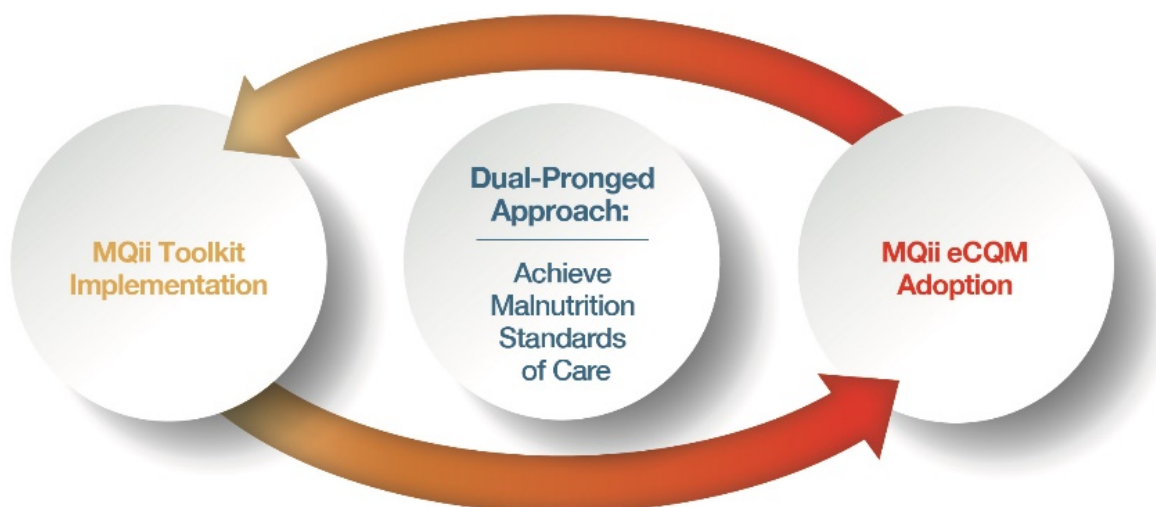 MQii Toolkit
Implementation
Dual-Pronged
Approach:
Achieve
Malnutrition
Standards
of Care
MQii eCQM
Adoption